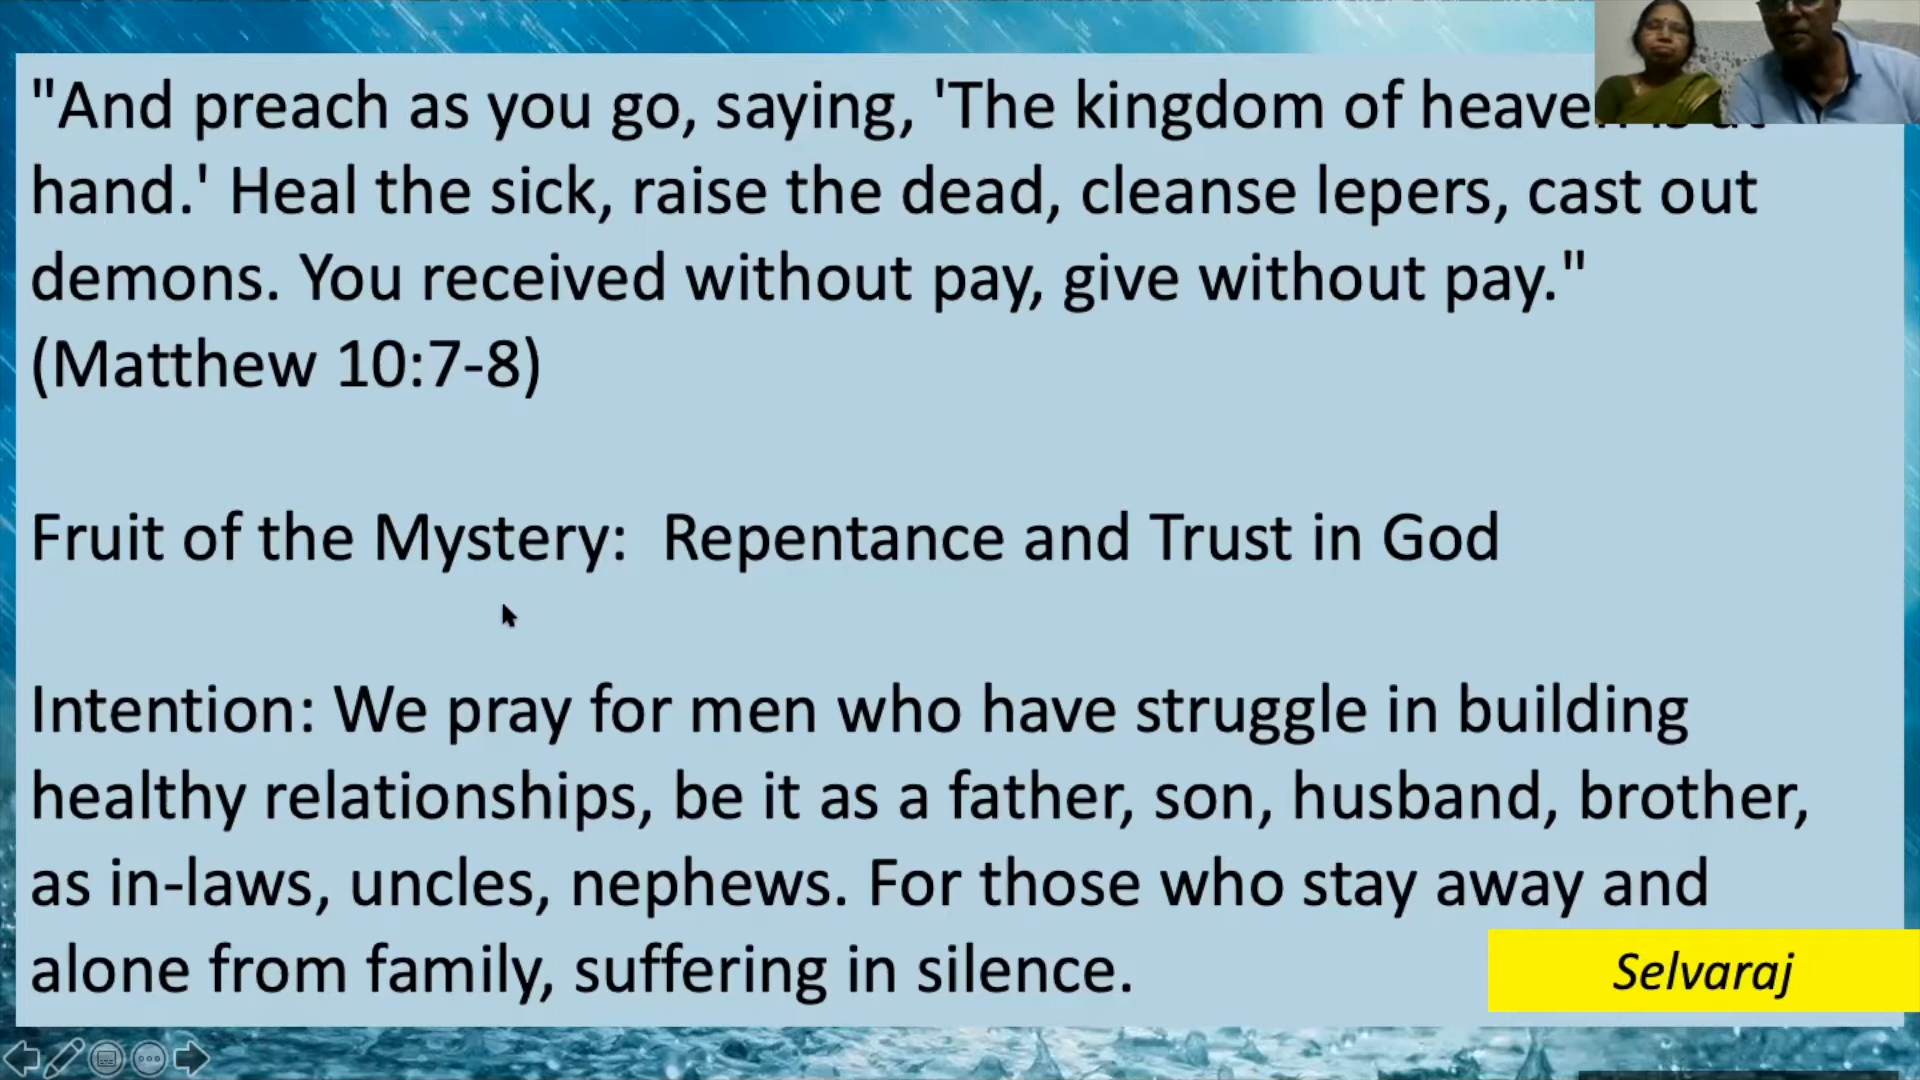 "And preach as you go, saying, 'The kingdom of heaven is at
hand.' Heal the sick, raise the dead, cleanse lepers, cast out
demons. You received without pay, give without pay."
(Matthew 10:7-8)
Fruit of the Mystery:  Repentance and Trust in God
Intention: We pray for men who have struggle in building
healthy relationships, be it as a father, son, husband, brother,
as in-laws, uncles, nephews. For those who stay away and
alone from family, suffering in silence.
Selvaraj